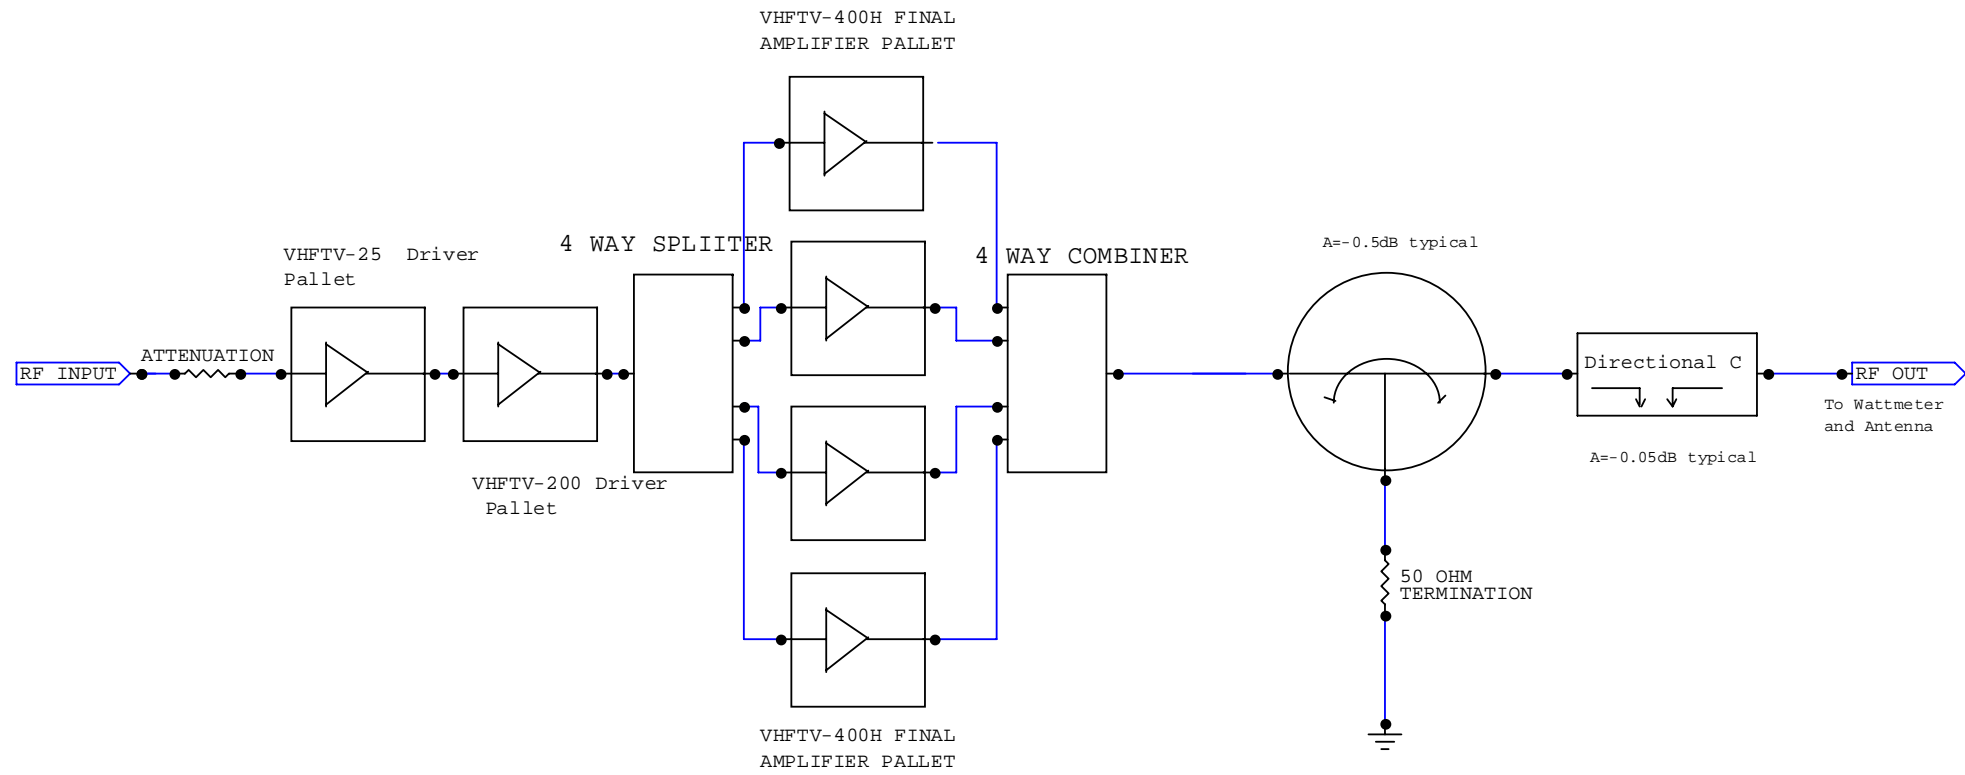 VHFTV-400H FINAL
AMPLIFIER PALLET
4 WAY SPLIITER
4 WAY COMBINER
A=-0.5dB typical
VHFTV-25 Driver
Pallet
ATTENUATION
RF INPUT
Directional C
RF OUT
To Wattmeter
and Antenna
A=-0.05dB typical
VHFTV-200 Driver
Pallet
50 OHM
TERMINATION
VHFTV-400H FINAL
AMPLIFIER PALLET